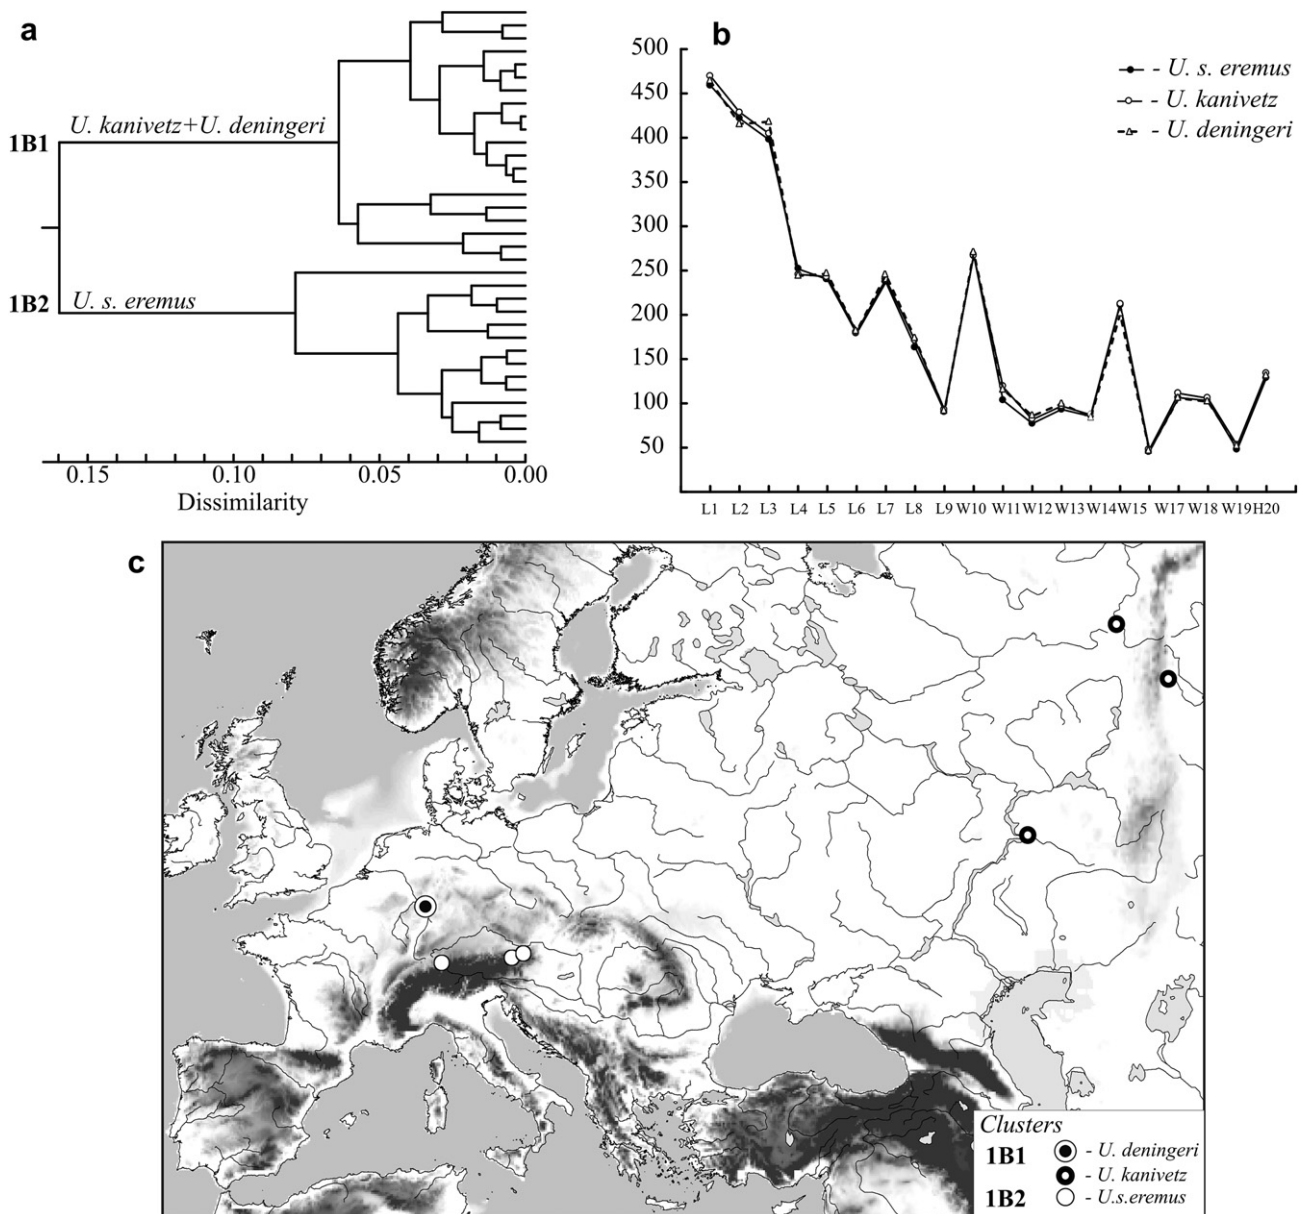 a
U. kanivetz+U. deningeri
1B1
1B2
U. s. eremus
0.15 0.10 0.05 0.00
Dissimilarity
b
- U. s. eremus
- U. kanivetz
- U. deningeri
500
450
400
350
300
250
200
150
100
50
L1 L2 L3 L4 L5 L6 L7 L8 L9 W10 W11 W12 W13 W14 W15 W17 W18 W19 H20
c
Clusters
1B1 - U. deningeri
- U. kanivetz
1B2 - U.s.eremus